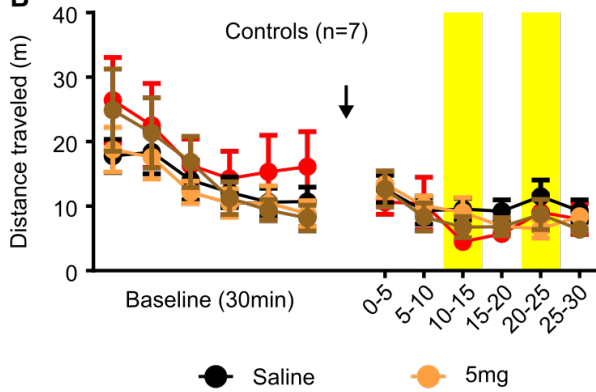 40
Controls (n=7)
30
20
10
0
Distance traveled (m)
Baseline (30min)
0-5
5-10
10-15
15-20
20-25
25-30
Saline
5mg